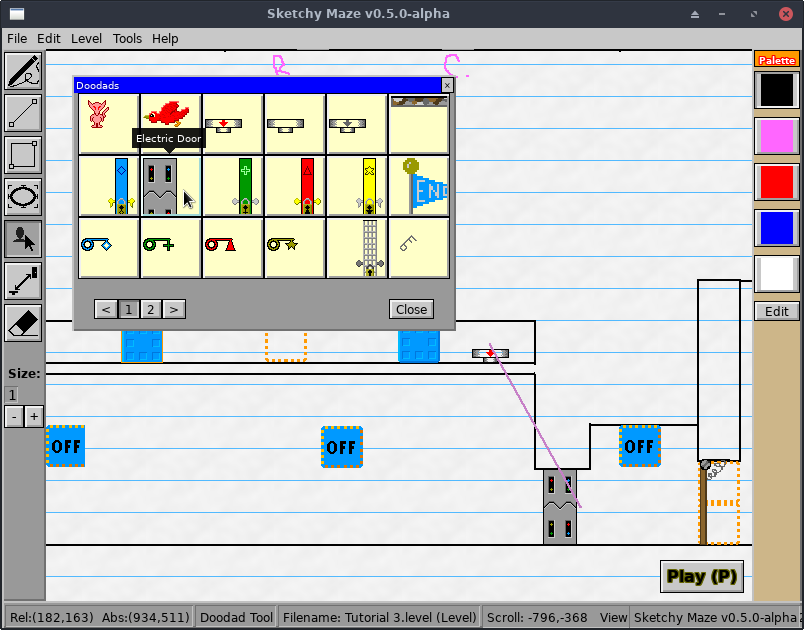 Sketchy Maze v0.5.0-alpha
File Edit Level Tools Help
R C.
Palette
Doodads
Electric Door
END
< 1 2 > Close
Edit
Size:
1
- +
OFF OFF OFF
Play (P)
Rel:(182,163) Abs:(934,511) Doodad Tool Filename: Tutorial 3.level (Level) Scroll: -796,-368 View Sketchy Maze v0.5.0-alpha